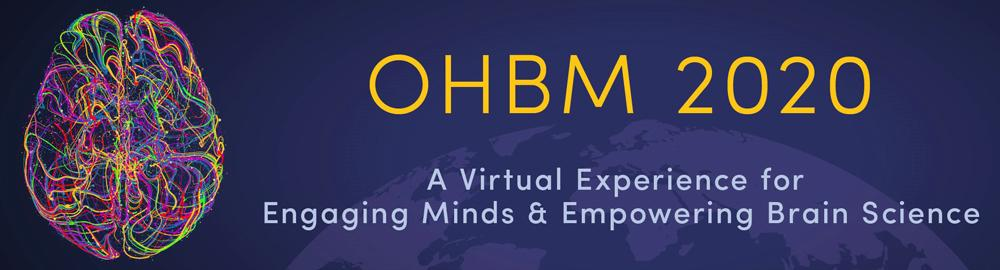 OHBM 2020
A Virtual Experience for
Engaging Minds & Empowering Brain Science